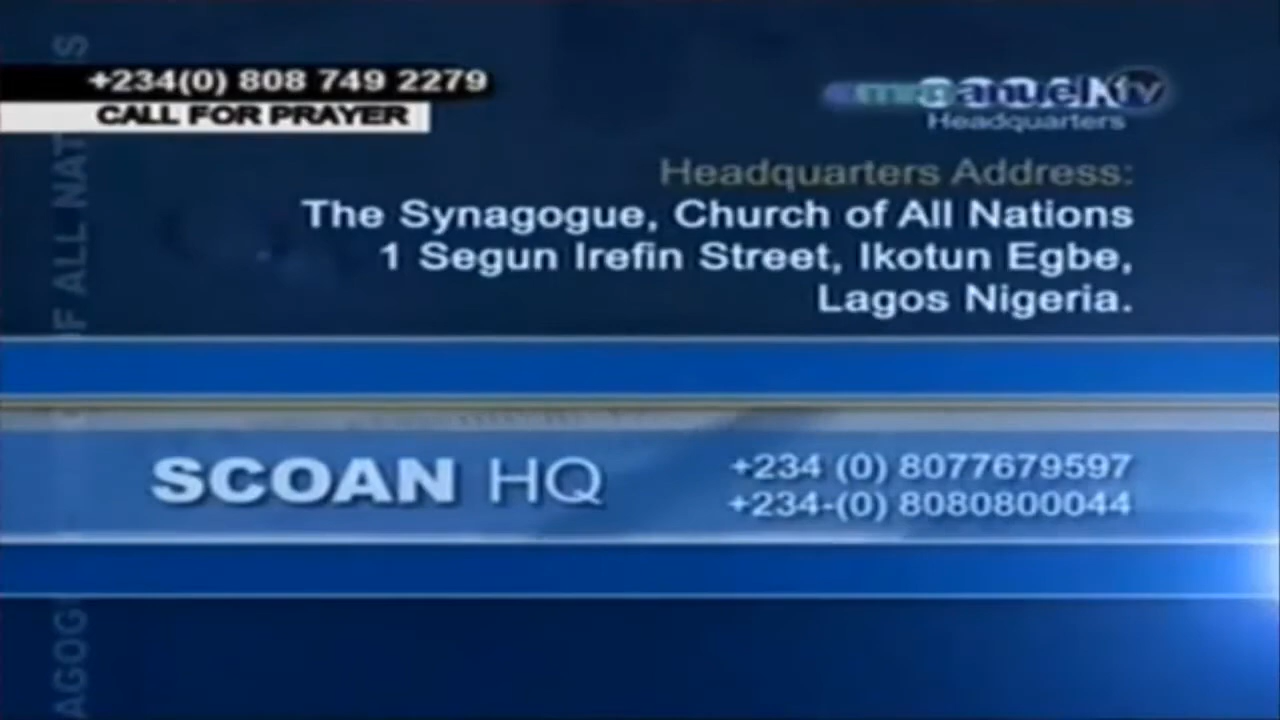 +234(0) 808 749 2279
CALL FOR PRAYER
tv
Headquarters
Headquarters Address:
The Synagogue, Church of All Nations
1 Segun Irefin Street, Ikotun Egbe,
Lagos Nigeria.
SCOAN HQ
+234 (0) 8077679597
+234-(0) 8080800044